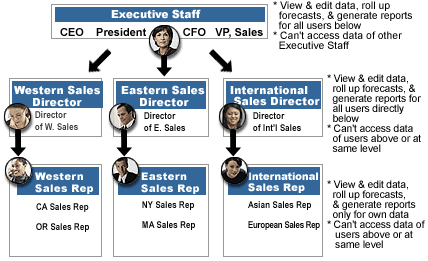 Executive Staff
CEO President CFO VP, Sales
* View & edit data, roll up
forecasts, & generate reports
for all users below
* Can't access data of other
Executive Staff
Western Sales
Director
Director
of W. Sales
Eastern Sales
Director
Director
of E. Sales
International
Sales Director
Director
of Int'l Sales
* View & edit data,
roll up forecasts, &
generate reports for
all users directly
below
* Can't access data
of users above or at
same level
Western
Sales Rep
CA Sales Rep
OR Sales Rep
Eastern
Sales Rep
NY Sales Rep
MA Sales Rep
International
Sales Rep
Asian Sales Rep
European Sales Rep
* View & edit data,
roll up forecasts,
& generate reports
only for own data
* Can't access data of
users above or at
same level